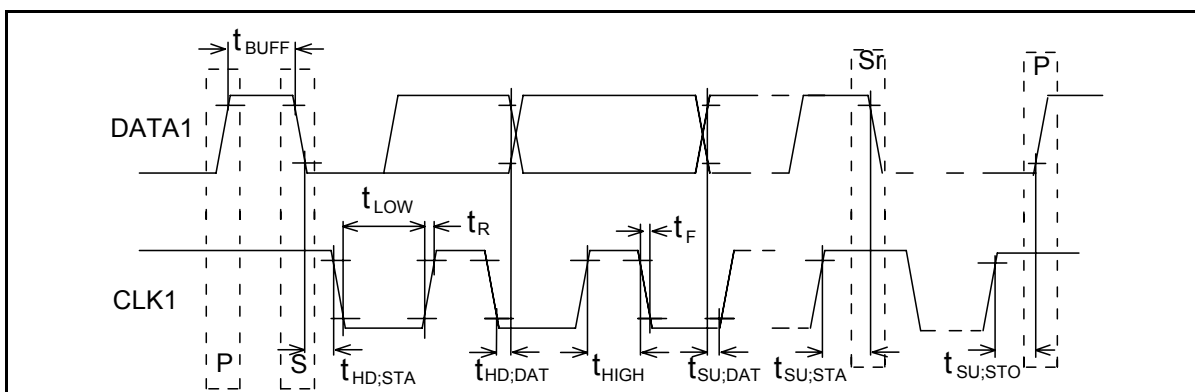 tBUFF
Sr
P
DATA1
tLOW
tR
tF
CLK1
P
S
tHD;STA
tHD;DAT
tHIGH
tSU;DAT
tSU;STA
tSU;STO